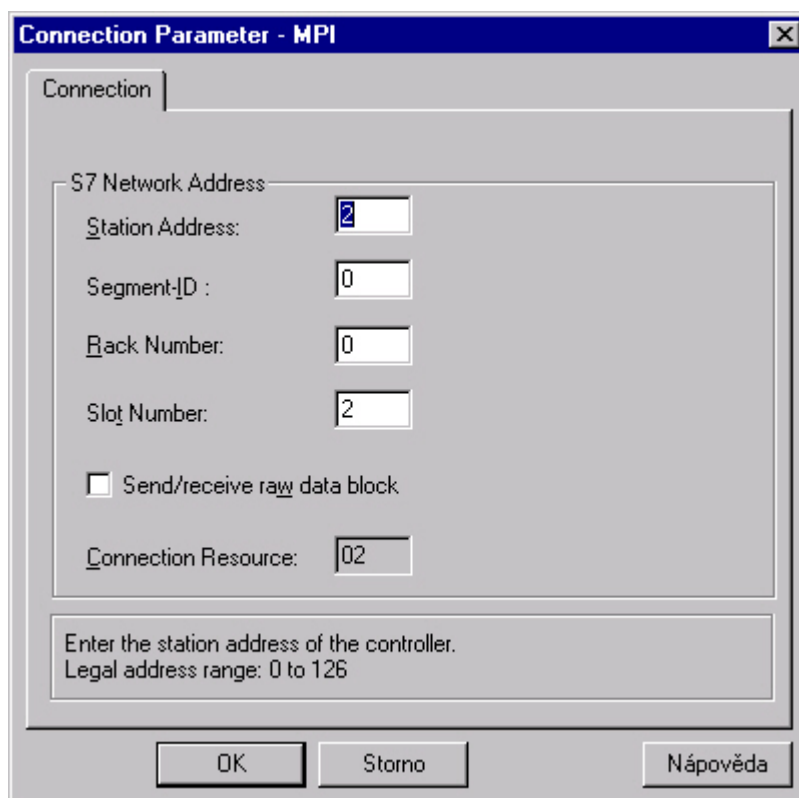 Connection Parameter - MPI
Connection
S7 Network Address
Station Address: 2
Segment-ID : 0
Rack Number: 0
Slot Number: 2
Send/receive raw data block
Connection Resource: 02
Enter the station address of the controller.
Legal address range: 0 to 126
OK Storno Nápověda